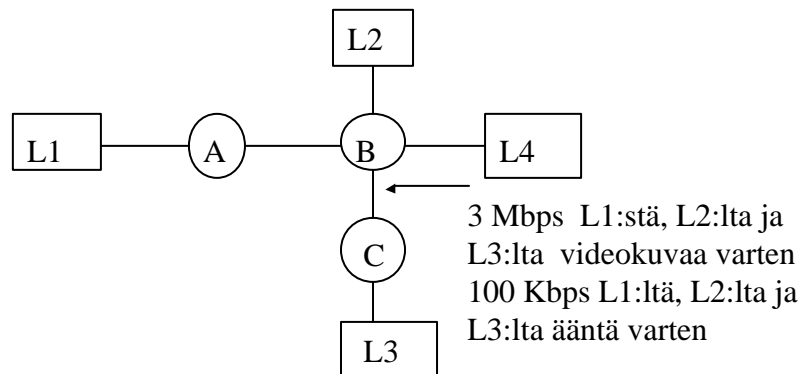 L2
L1
A
B
L4
3 Mbps L1:stä, L2:lta ja
L3:lta videokuvaa varten
C
100 Kbps L1:ltä, L2:lta ja
L3:lta ääntä varten
L3